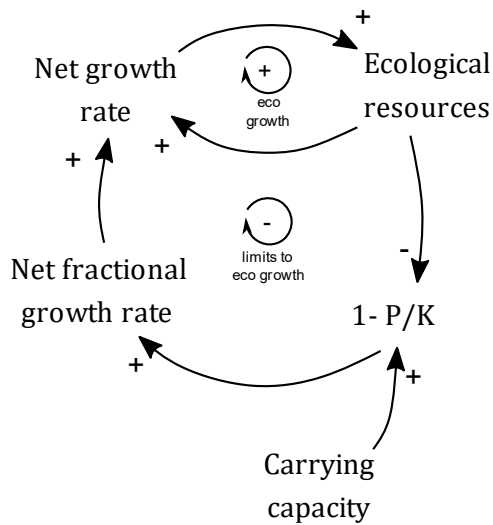 +
Net growth
rate
+
eco
growth
Ecological
resources
+
+
-
limits to
eco growth
-
Net fractional
growth rate
1- P/K
+
+
Carrying
capacity